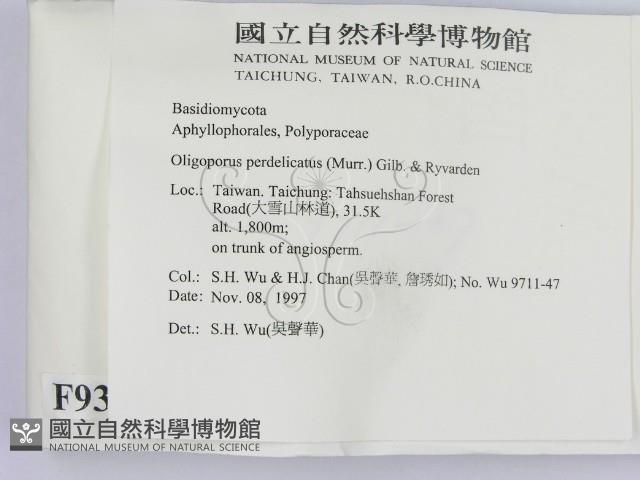 國立自然科學博物館
NATIONAL MUSEUM OF NATURAL SCIENCE
TAICHUNG, TAIWAN, R.O.CHINA
Basidiomycota
Aphyllophorales, Polyporaceae
Oligoporus perdelicatus (Murr.) Gilb. & Ryvarden
Loc.: Taiwan. Taichung: Tahsuehshan Forest
Road(大雪山林道), 31.5K
alt. 1,800m;
on trunk of angiosperm.
Col.: S.H. Wu & H.J. Chan(吳聲華, 詹琇如); No. Wu 9711-47
Date: Nov. 08, 1997
Det.: S.H. Wu(吳聲華)
F93
國立自然科學博物館
NATIONAL MUSEUM OF NATURAL SCIENCE